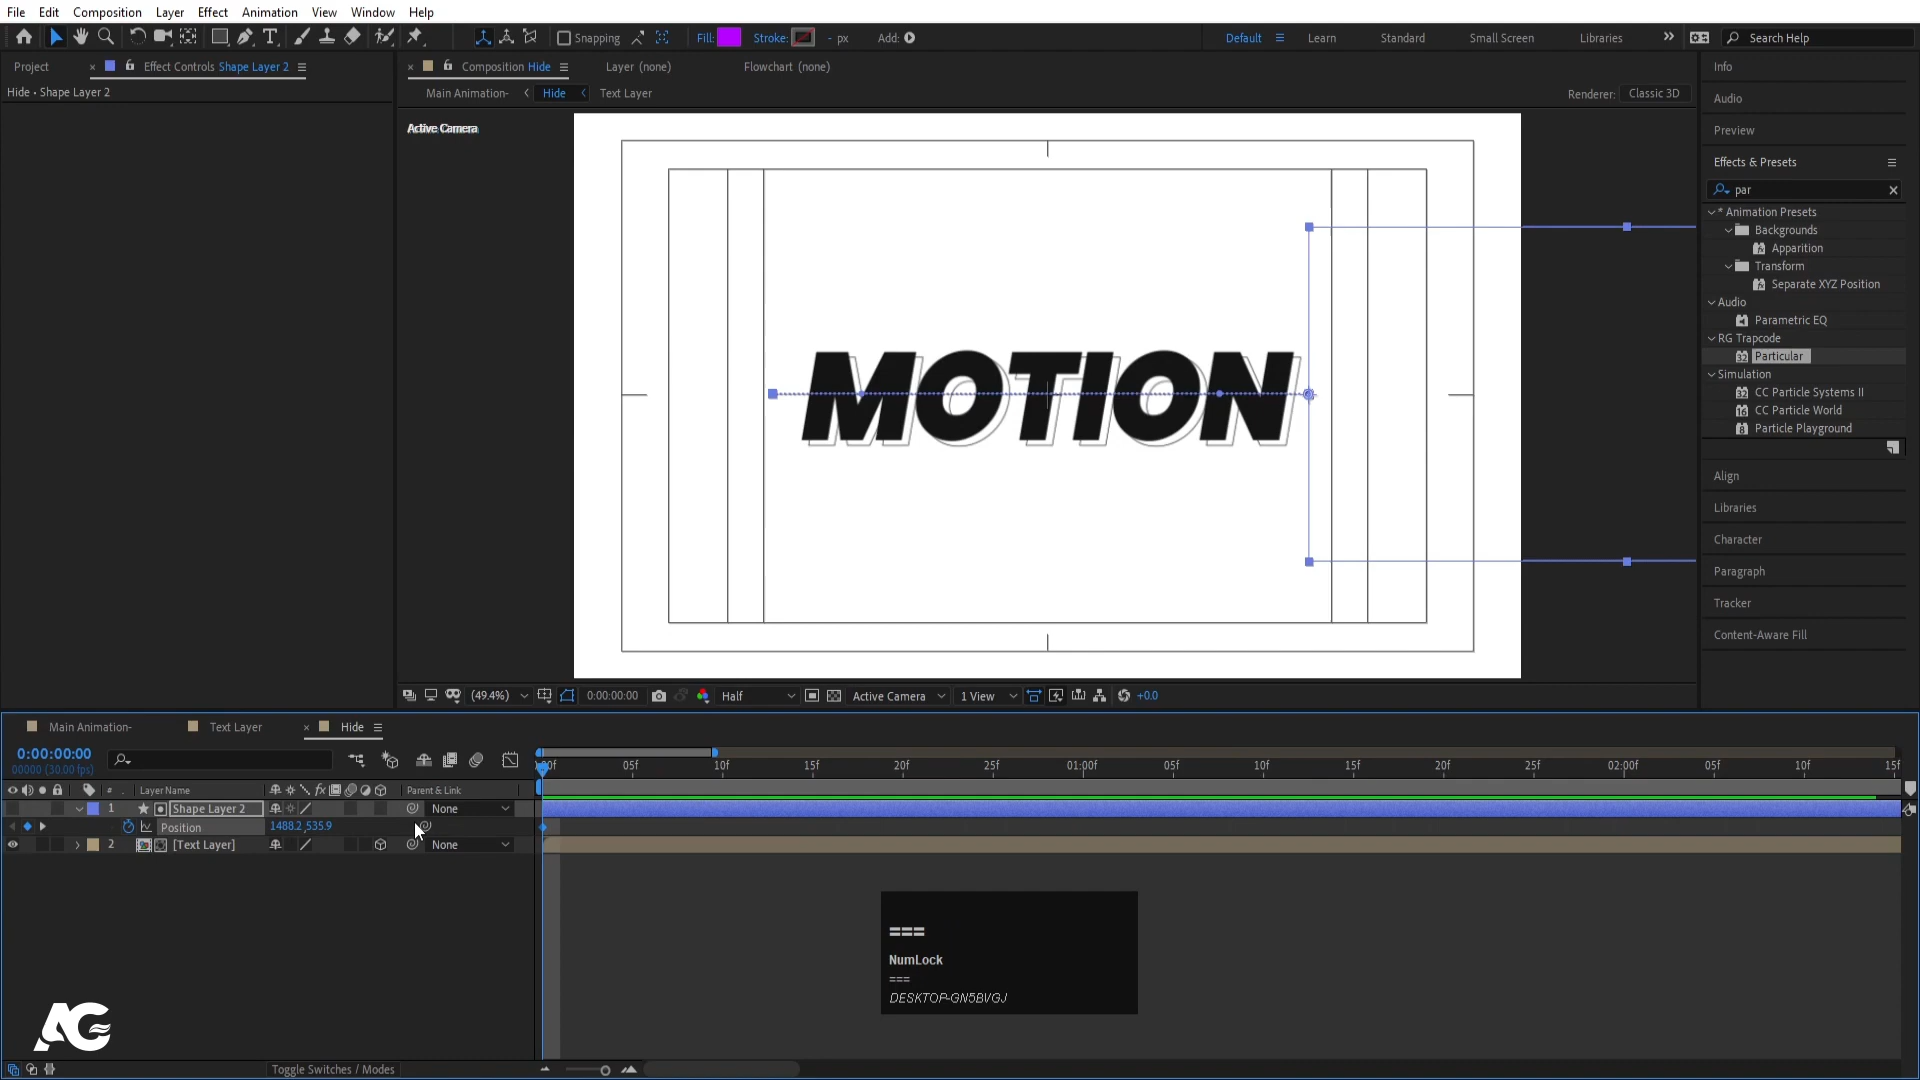 File Edit Composition Layer Effect Animation View Window Help
Snapping Fill: Stroke: - px Add: Default Learn Standard Small Screen Libraries Search Help
Project Effect Controls Shape Layer 2 Composition Hide Layer (none) Flowchart (none) Info
Hide • Shape Layer 2 Main Animation- Hide Text Layer Renderer: Classic 3D
Audio
Active Camera
Preview
Effects & Presets
par
* Animation Presets
Backgrounds
Apparition
Transform
Separate XYZ Position
Audio
Parametric EQ
RG Trapcode
Particular
Simulation
CC Particle Systems II
CC Particle World
Particle Playground
MOTION
Align
Libraries
Character
Paragraph
Tracker
Content-Aware Fill
(49.4%) 0:00:00:00 Half Active Camera 1 View +0.0
Main Animation- Text Layer Hide
0:00:00:00
00000 (30.00 fps)
05f 10f 15f 20f 25f 01:00f 05f 10f 15f 20f 25f 02:00f 05f 10f 15f
# Layer Name fx Parent & Link
1 Shape Layer 2 None
Position 1488.2,535.9
2 [Text Layer] None
===
NumLock
===
DESKTOP-GN5BVGJ
AG
Toggle Switches / Modes